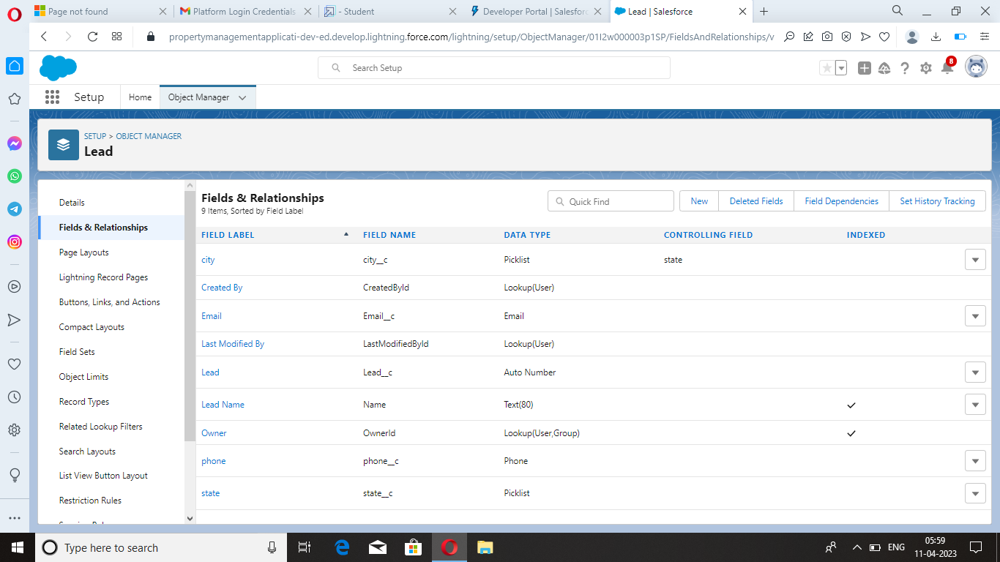 Page not found
Platform Login Credentials
- Student
Developer Portal | Salesforc
Lead | Salesforce
propertymanagementapplicati-dev-ed.develop.lightning.force.com/lightning/setup/ObjectManager/01I2w000003p1SP/FieldsAndRelationships/v
Search Setup
8
Setup
Home
Object Manager
SETUP > OBJECT MANAGER
Lead
Details
Fields & Relationships
Page Layouts
Lightning Record Pages
Buttons, Links, and Actions
Compact Layouts
Field Sets
Object Limits
Record Types
Related Lookup Filters
Search Layouts
List View Button Layout
Restriction Rules
Fields & Relationships
9 Items, Sorted by Field Label
Quick Find
New
Deleted Fields
Field Dependencies
Set History Tracking
FIELD LABEL FIELD NAME DATA TYPE CONTROLLING FIELD INDEXED
city city__c Picklist state
Created By CreatedById Lookup(User)
Email Email__c Email
Last Modified By LastModifiedById Lookup(User)
Lead Lead__c Auto Number
Lead Name Name Text(80)
Owner OwnerId Lookup(User,Group)
phone phone__c Phone
state state__c Picklist
Type here to search
ENG
05:59
11-04-2023